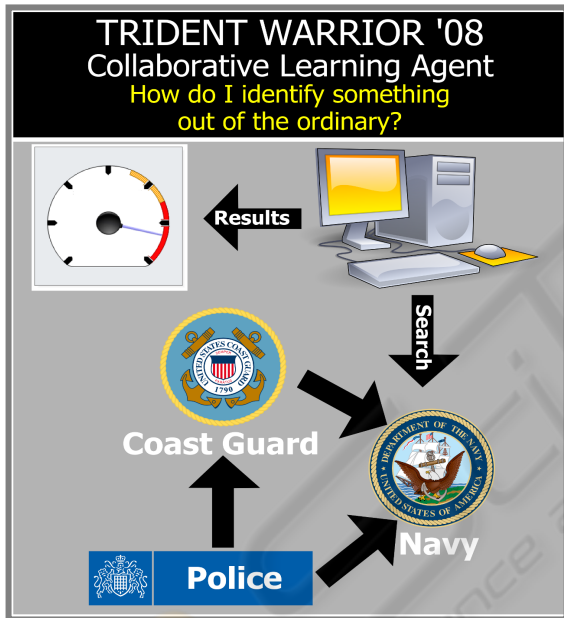 TRIDENT WARRIOR '08
Collaborative Learning Agent
How do I identify something
out of the ordinary?
Results
Search
UNITED STATES COAST GUARD
1790
Coast Guard
DEPARTMENT OF THE NAVY
UNITED STATES OF AMERICA
Navy
Police